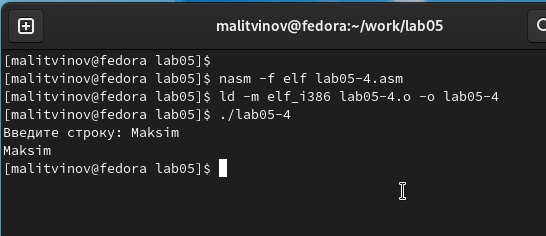 malitvinov@fedora:~/work/lab05
[malitvinov@fedora lab05]$
[malitvinov@fedora lab05]$ nasm -f elf lab05-4.asm
[malitvinov@fedora lab05]$ ld -m elf_i386 lab05-4.o -o lab05-4
[malitvinov@fedora lab05]$ ./lab05-4
Введите строку: Maksim
Maksim
[malitvinov@fedora lab05]$